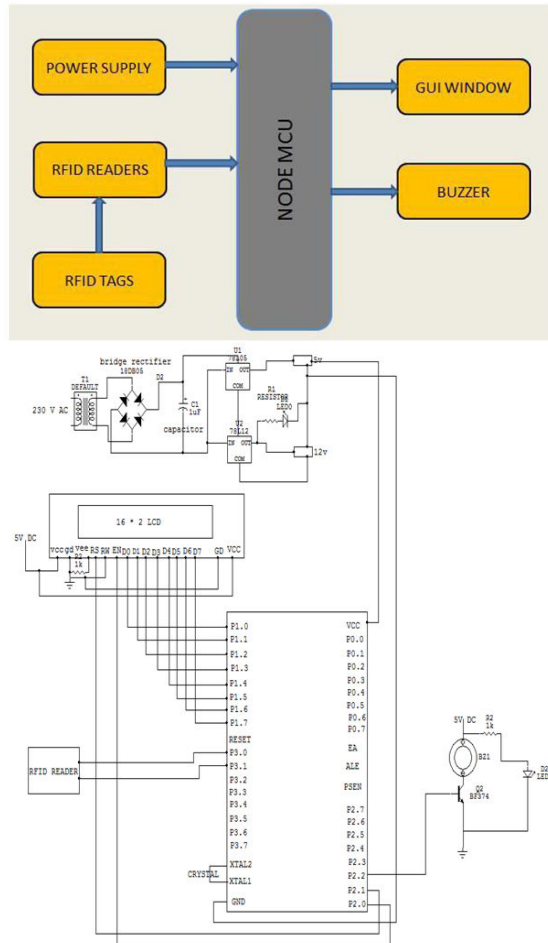 POWER SUPPLY
RFID READERS
RFID TAGS
NODE MCU
GUI WINDOW
BUZZER
bridge rectifier
10DB05
D2
T1
DEFAULT
230 V AC
C1
1uF
capacitor
U1
78L05
IN OUT
COM
5v
R1
RESISTOR
LED0
U2
78L12
IN OUT
COM
12v
16 * 2 LCD
5V DC
vcc gd vee RS RW EN D0 D1 D2 D3 D4 D5 D6 D7 GD VCC
1k
P1.0
P1.1
P1.2
P1.3
P1.4
P1.5
P1.6
P1.7
RESET
P3.0
P3.1
P3.2
P3.3
P3.4
P3.5
P3.6
P3.7
XTAL2
XTAL1
GND
CRYSTAL
RFID READER
VCC
P0.0
P0.1
P0.2
P0.3
P0.4
P0.5
P0.6
P0.7
EA
ALE
PSEN
P2.7
P2.6
P2.5
P2.4
P2.3
P2.2
P2.1
P2.0
5V DC
R2
1k
BZ1
Q2
BF374
D2
LED